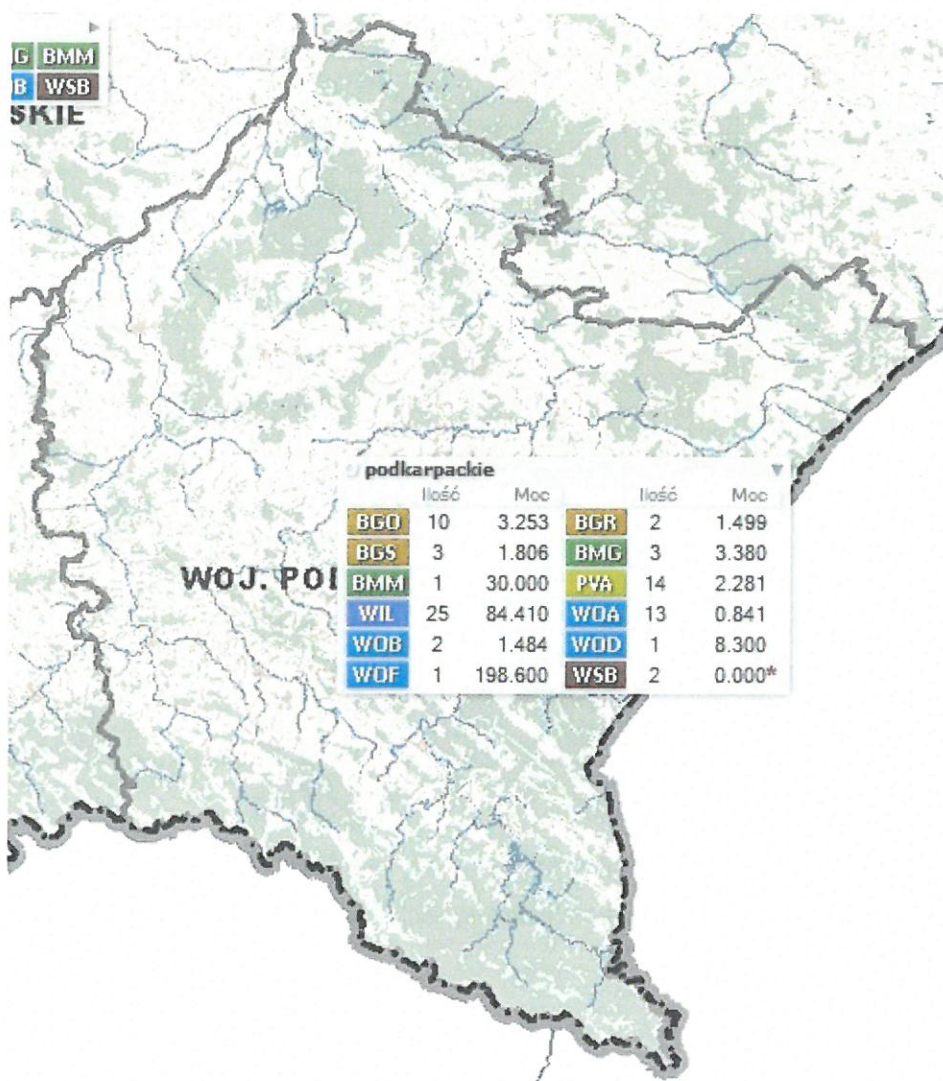 G BMM
B WSB
SKIE
podkarpackie
Ilość Moc Ilość Moc
BGO 10 3.253 BGR 2 1.499
BGS 3 1.806 BMG 3 3.380
BMM 1 30.000 PVA 14 2.281
WOJ. POI
WIL 25 84.410 WOA 13 0.841
WOB 2 1.484 WOD 1 8.300
WOF 1 198.600 WSB 2 0.000*